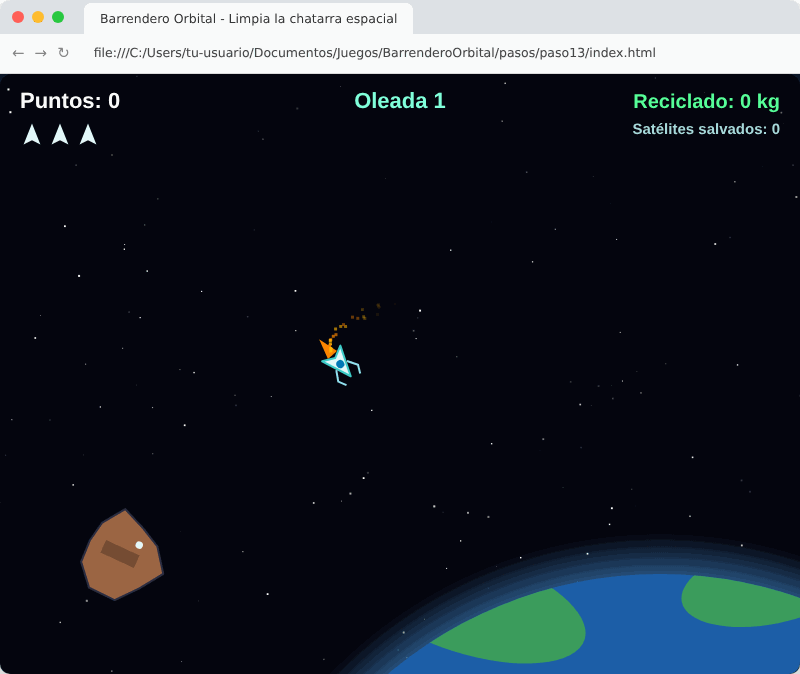 Barrendero Orbital - Limpia la chatarra espacial
← → ↻ file:///C:/Users/tu-usuario/Documentos/Juegos/BarrenderoOrbital/pasos/paso13/index.html
Puntos: 0
Oleada 1
Reciclado: 0 kg
Satélites salvados: 0